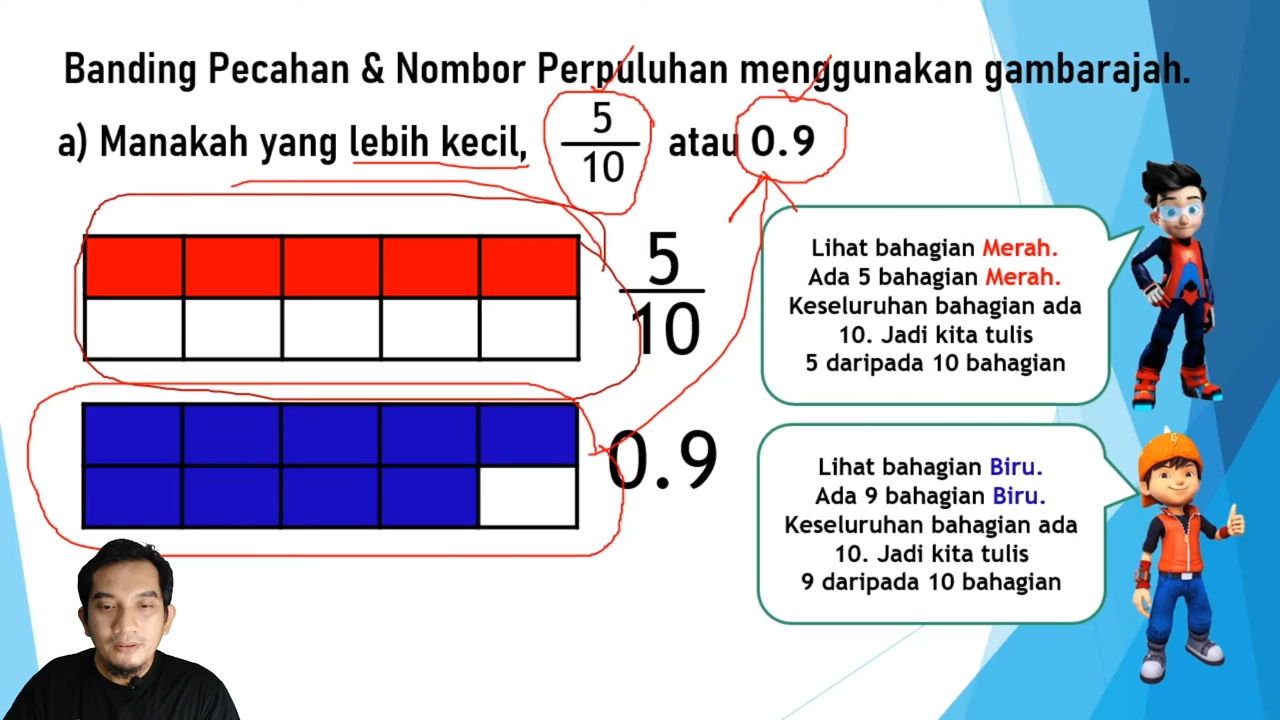 Banding Pecahan & Nombor Perpuluhan menggunakan gambarajah.
a) Manakah yang lebih kecil, 5/10 atau 0.9
5
10
Lihat bahagian Merah.
Ada 5 bahagian Merah.
Keseluruhan bahagian ada
10. Jadi kita tulis
5 daripada 10 bahagian
0.9
Lihat bahagian Biru.
Ada 9 bahagian Biru.
Keseluruhan bahagian ada
10. Jadi kita tulis
9 daripada 10 bahagian